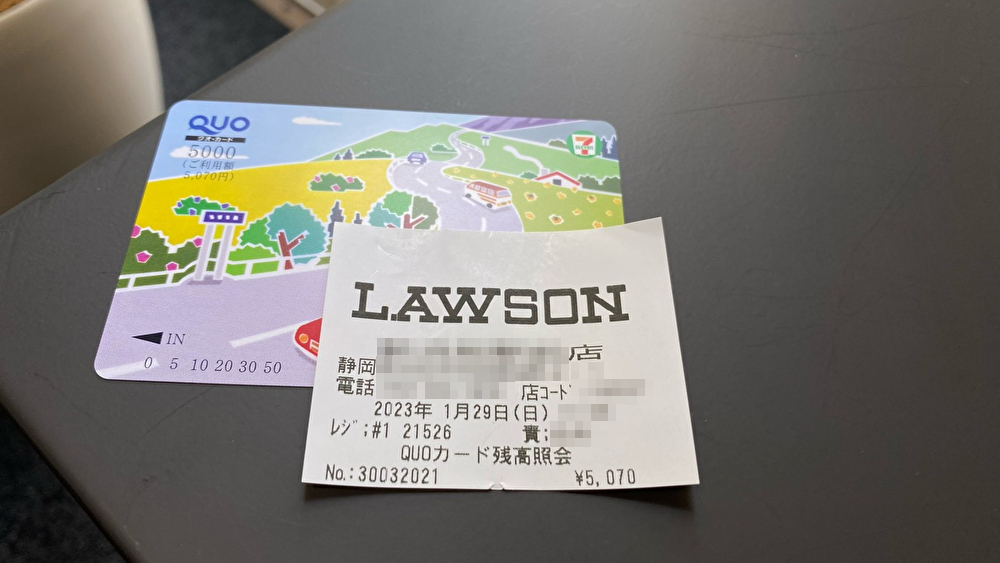 QUO
クオ・カード
5000
(ご利用額
5,070円)
IN
0 5 10 20 30 50
LAWSON
店
静岡
電話 店コード
2023年 1月29日(日)
レジ;#1 21526 責;
QUOカード残高照会
No.:30032021 ¥5,070